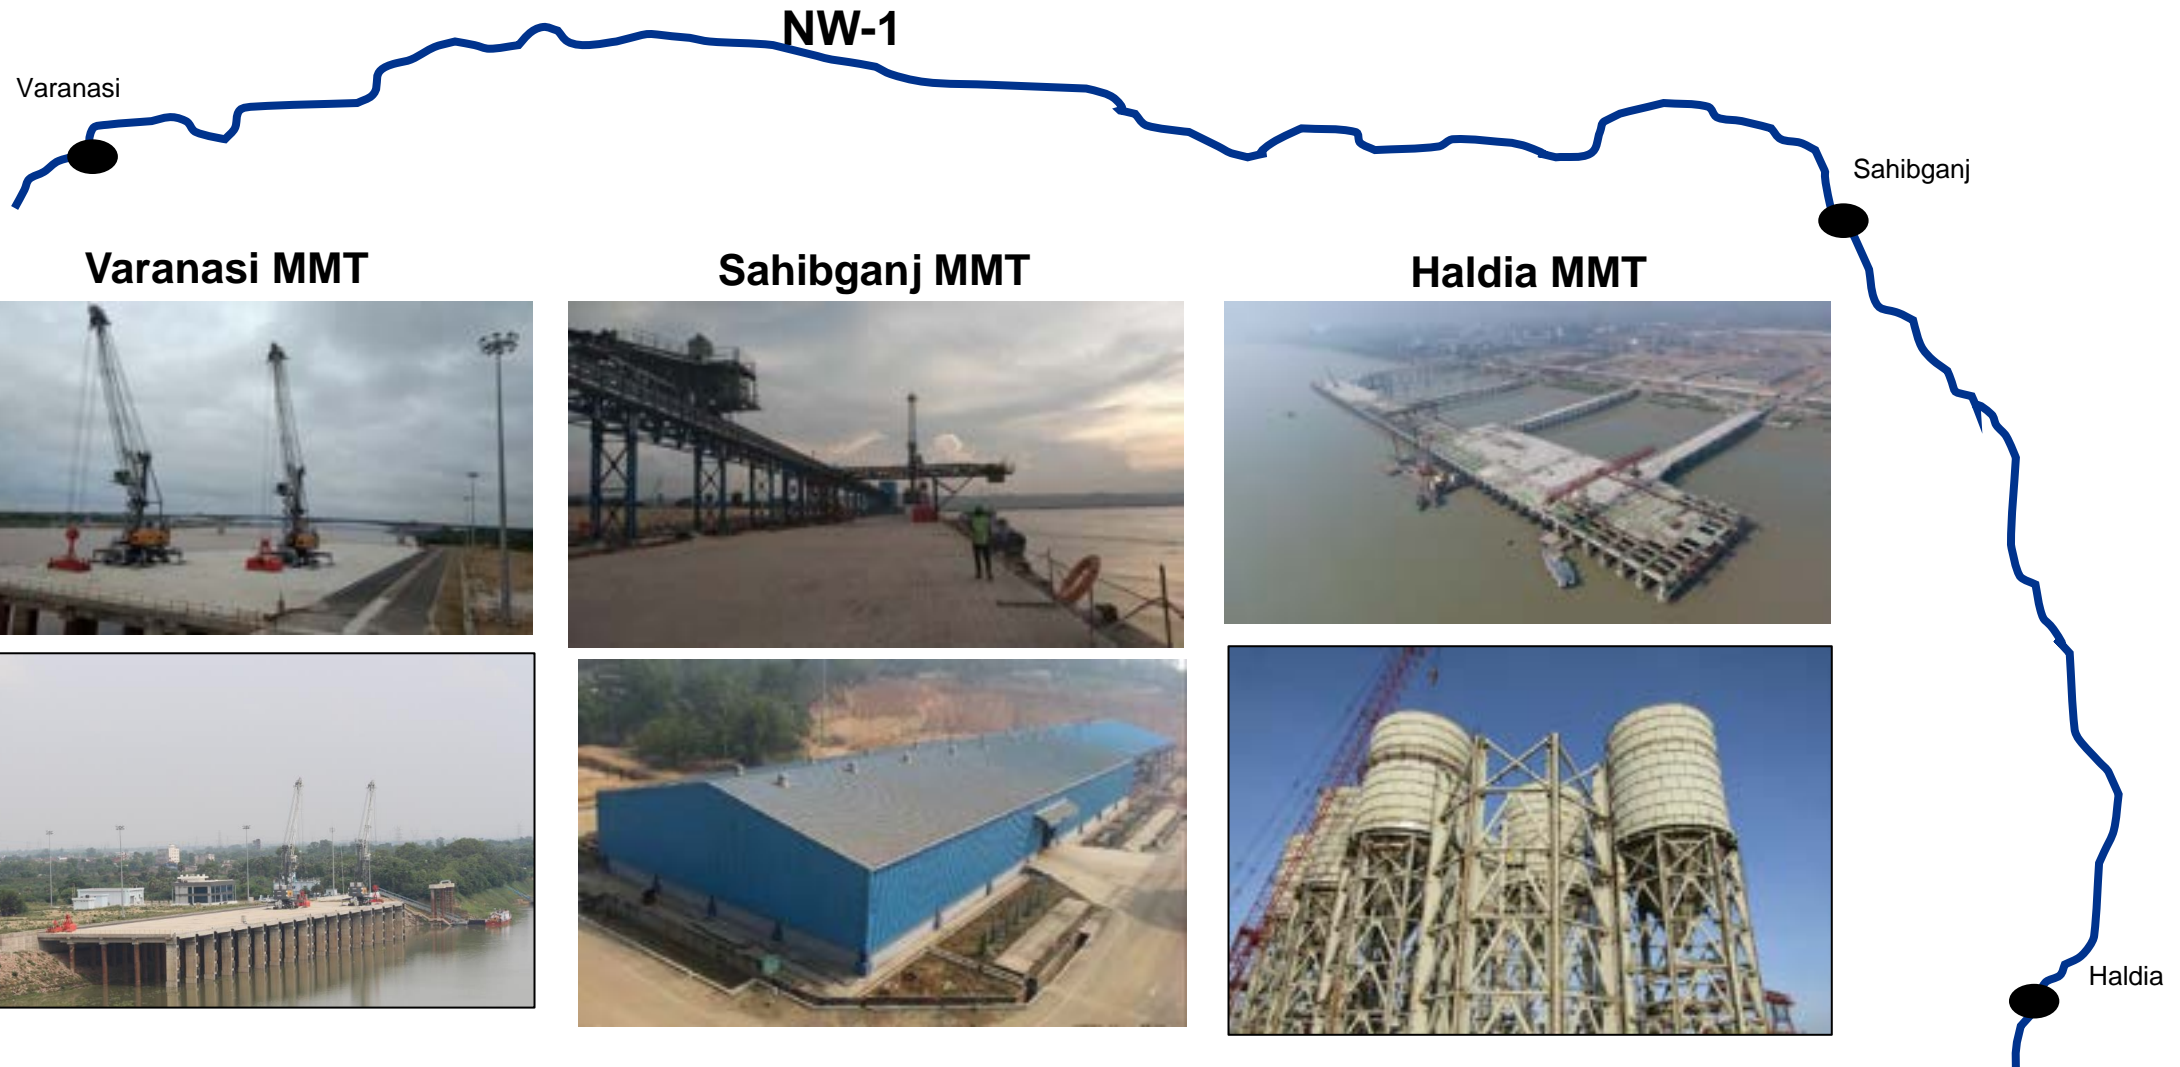 NW-1
Varanasi
Sahibganj
Varanasi MMT
Sahibganj MMT
Haldia MMT
Haldia